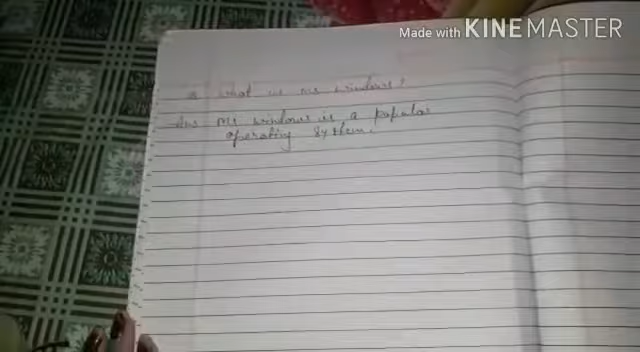 Made with KINEMASTER
Q what is ms windows?
Ans MS windows is a popular
operating System.